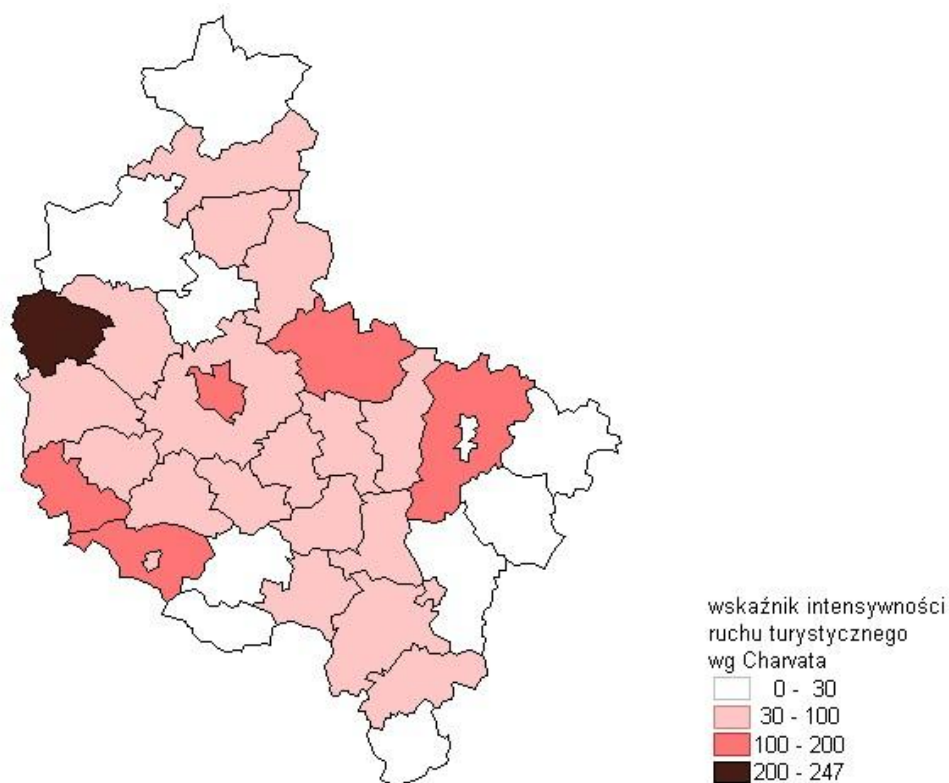 wskaźnik intensywności
ruchu turystycznego
wg Charvata
0 - 30
30 - 100
100 - 200
200 - 247